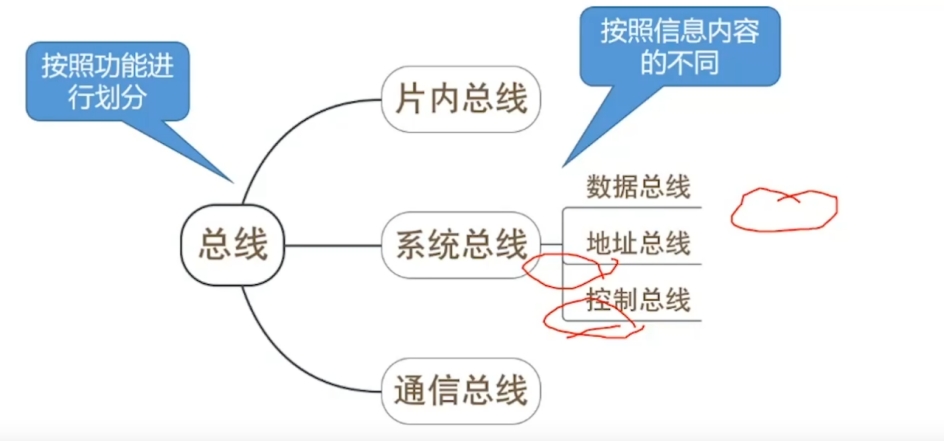 按照功能进
行划分
按照信息内容
的不同
总线
片内总线
系统总线
数据总线
地址总线
控制总线
通信总线